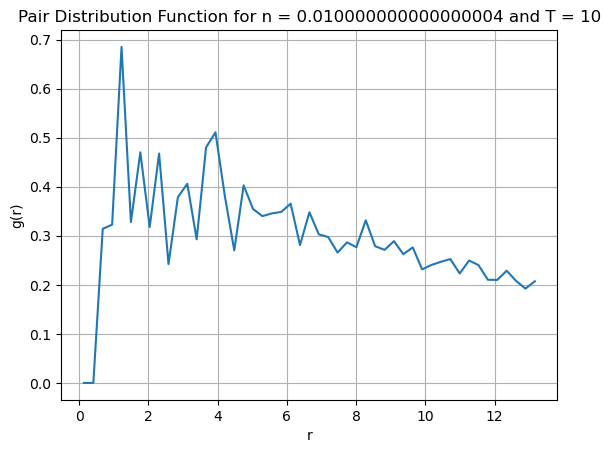 Pair Distribution Function for n = 0.010000000000000004 and T = 10
0.7
0.6
0.5
0.4
0.3
0.2
0.1
0.0
g(r)
0 2 4 6 8 10 12
r